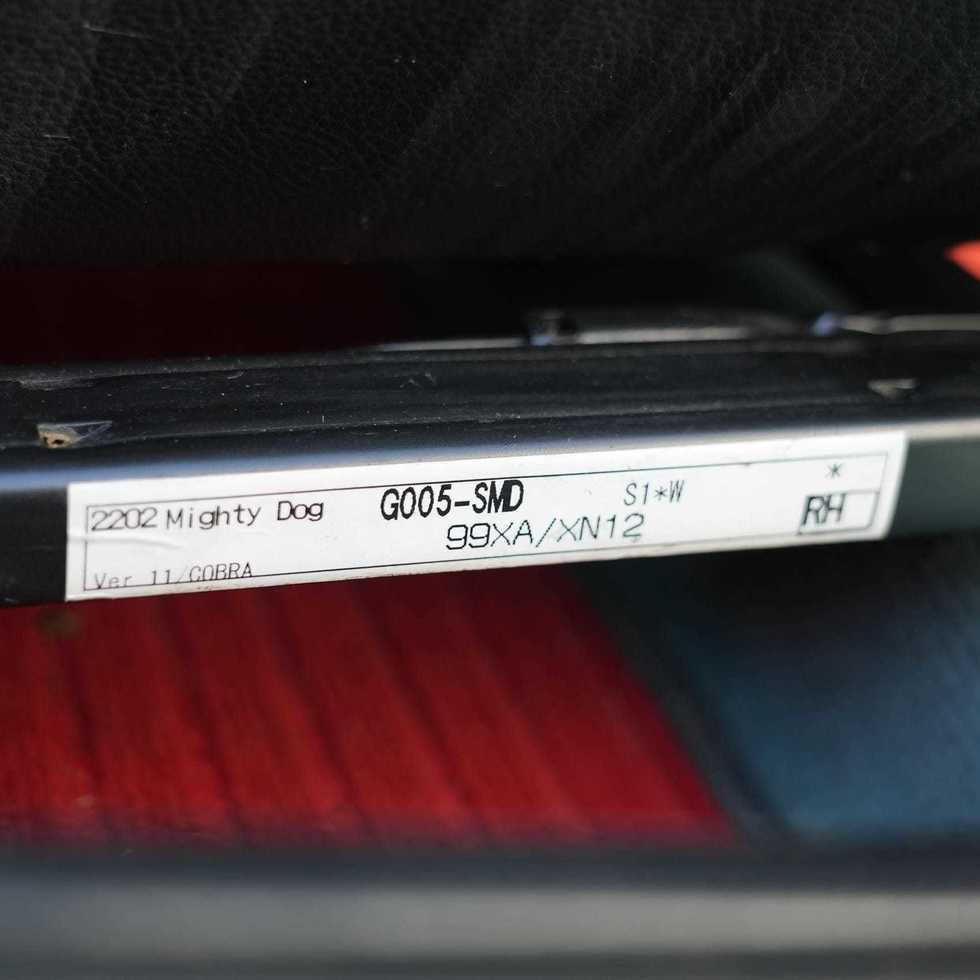 2202 Mighty Dog G005-SMD S1*W *
99XA/XN12 RH
Ver 11/COBRA